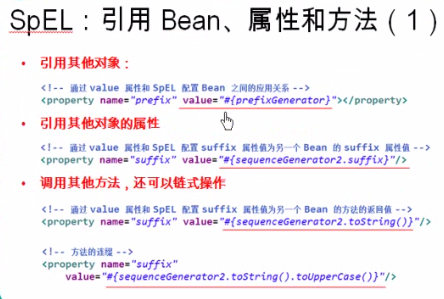 SpEL：引用 Bean、属性和方法（1）
• 引用其他对象：
<!-- 通过 value 属性和 SpEL 配置 Bean 之间的应用关系 -->
<property name="prefix" value="#{prefixGenerator}"></property>
• 引用其他对象的属性
<!-- 通过 value 属性和 SpEL 配置 suffix 属性值为另一个 Bean 的 suffix 属性值 -->
<property name="suffix" value="#{sequenceGenerator2.suffix}"/>
• 调用其他方法，还可以链式操作
<!-- 通过 value 属性和 SpEL 配置 suffix 属性值为另一个 Bean 的方法的返回值 -->
<property name="suffix" value="#{sequenceGenerator2.toString()}"/>
<!-- 方法的连缀 -->
<property name="suffix"
value="#{sequenceGenerator2.toString().toUpperCase()}"/>